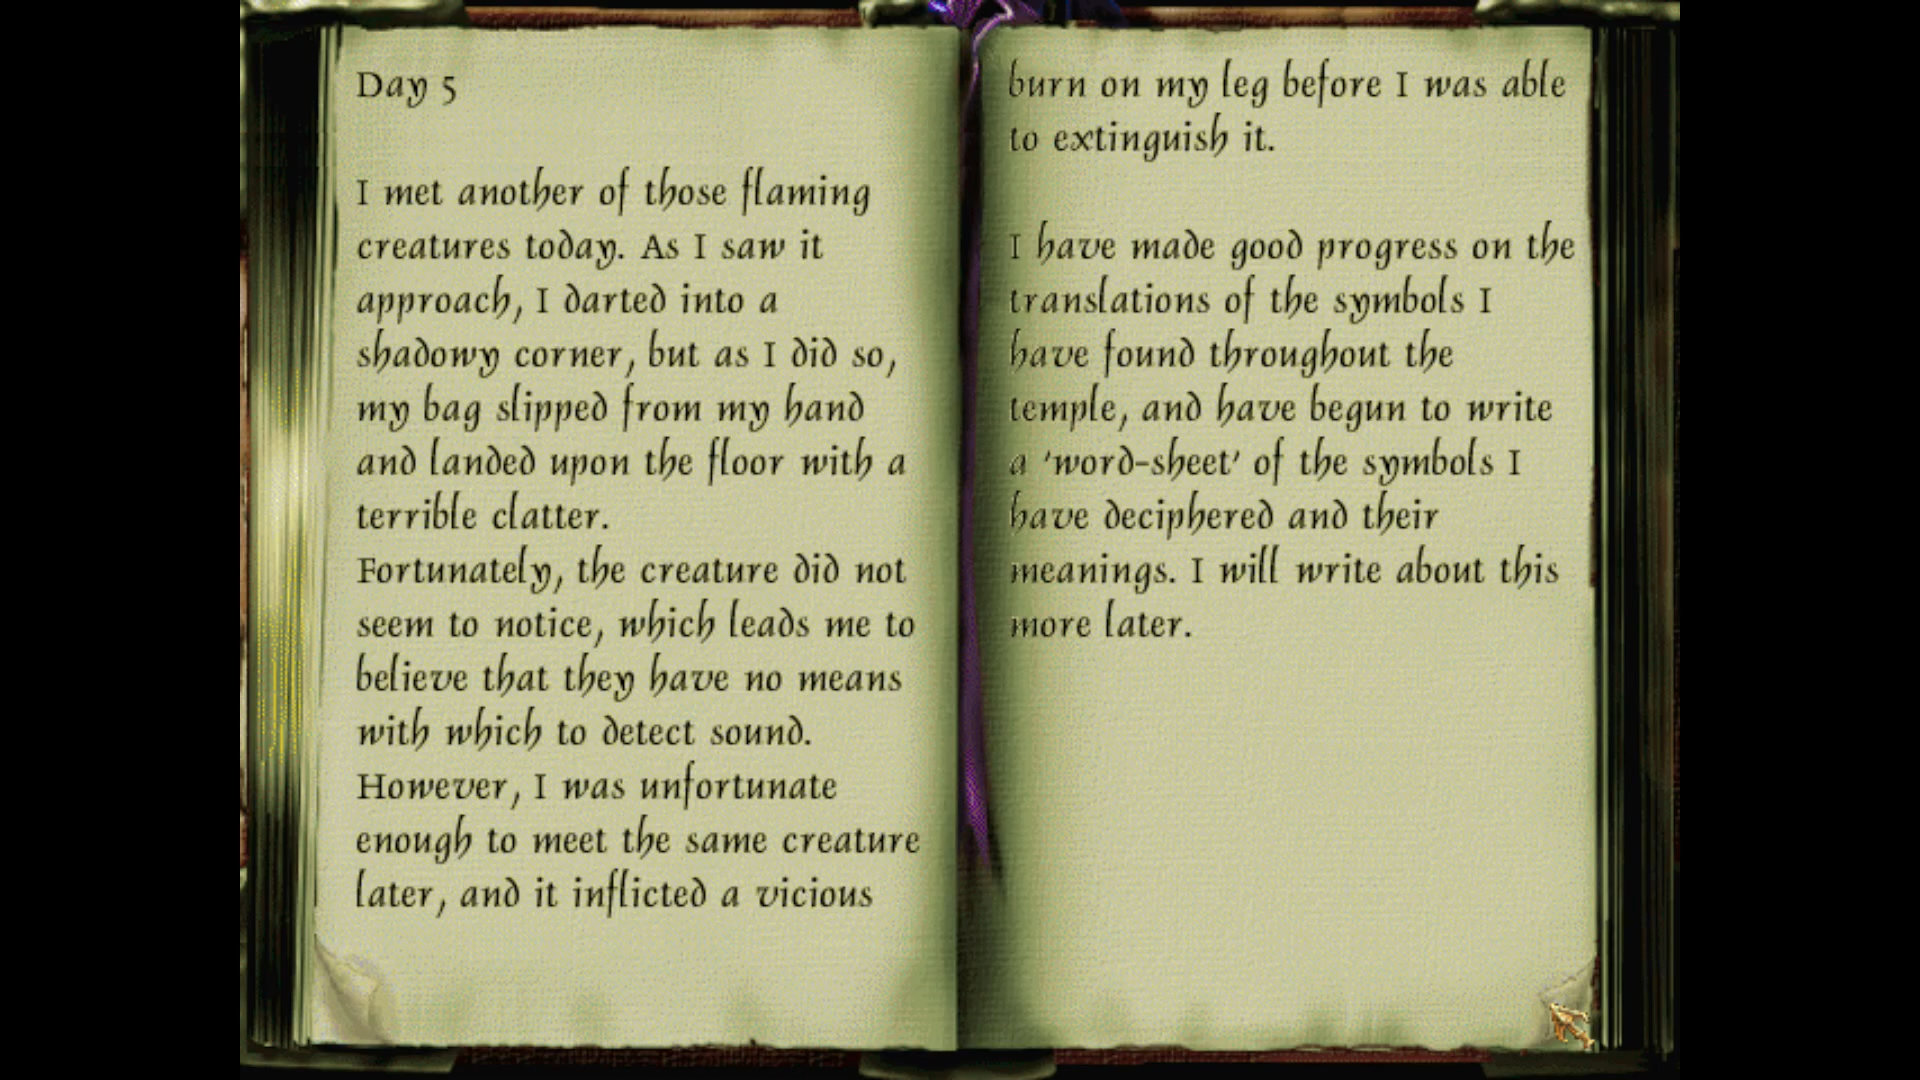 Day 5
I met another of those flaming
creatures today. As I saw it
approach, I darted into a
shadowy corner, but as I did so,
my bag slipped from my hand
and landed upon the floor with a
terrible clatter.
Fortunately, the creature did not
seem to notice, which leads me to
believe that they have no means
with which to detect sound.
However, I was unfortunate
enough to meet the same creature
later, and it inflicted a vicious
burn on my leg before I was able
to extinguish it.
I have made good progress on the
translations of the symbols I
have found throughout the
temple, and have begun to write
a 'word-sheet' of the symbols I
have deciphered and their
meanings. I will write about this
more later.